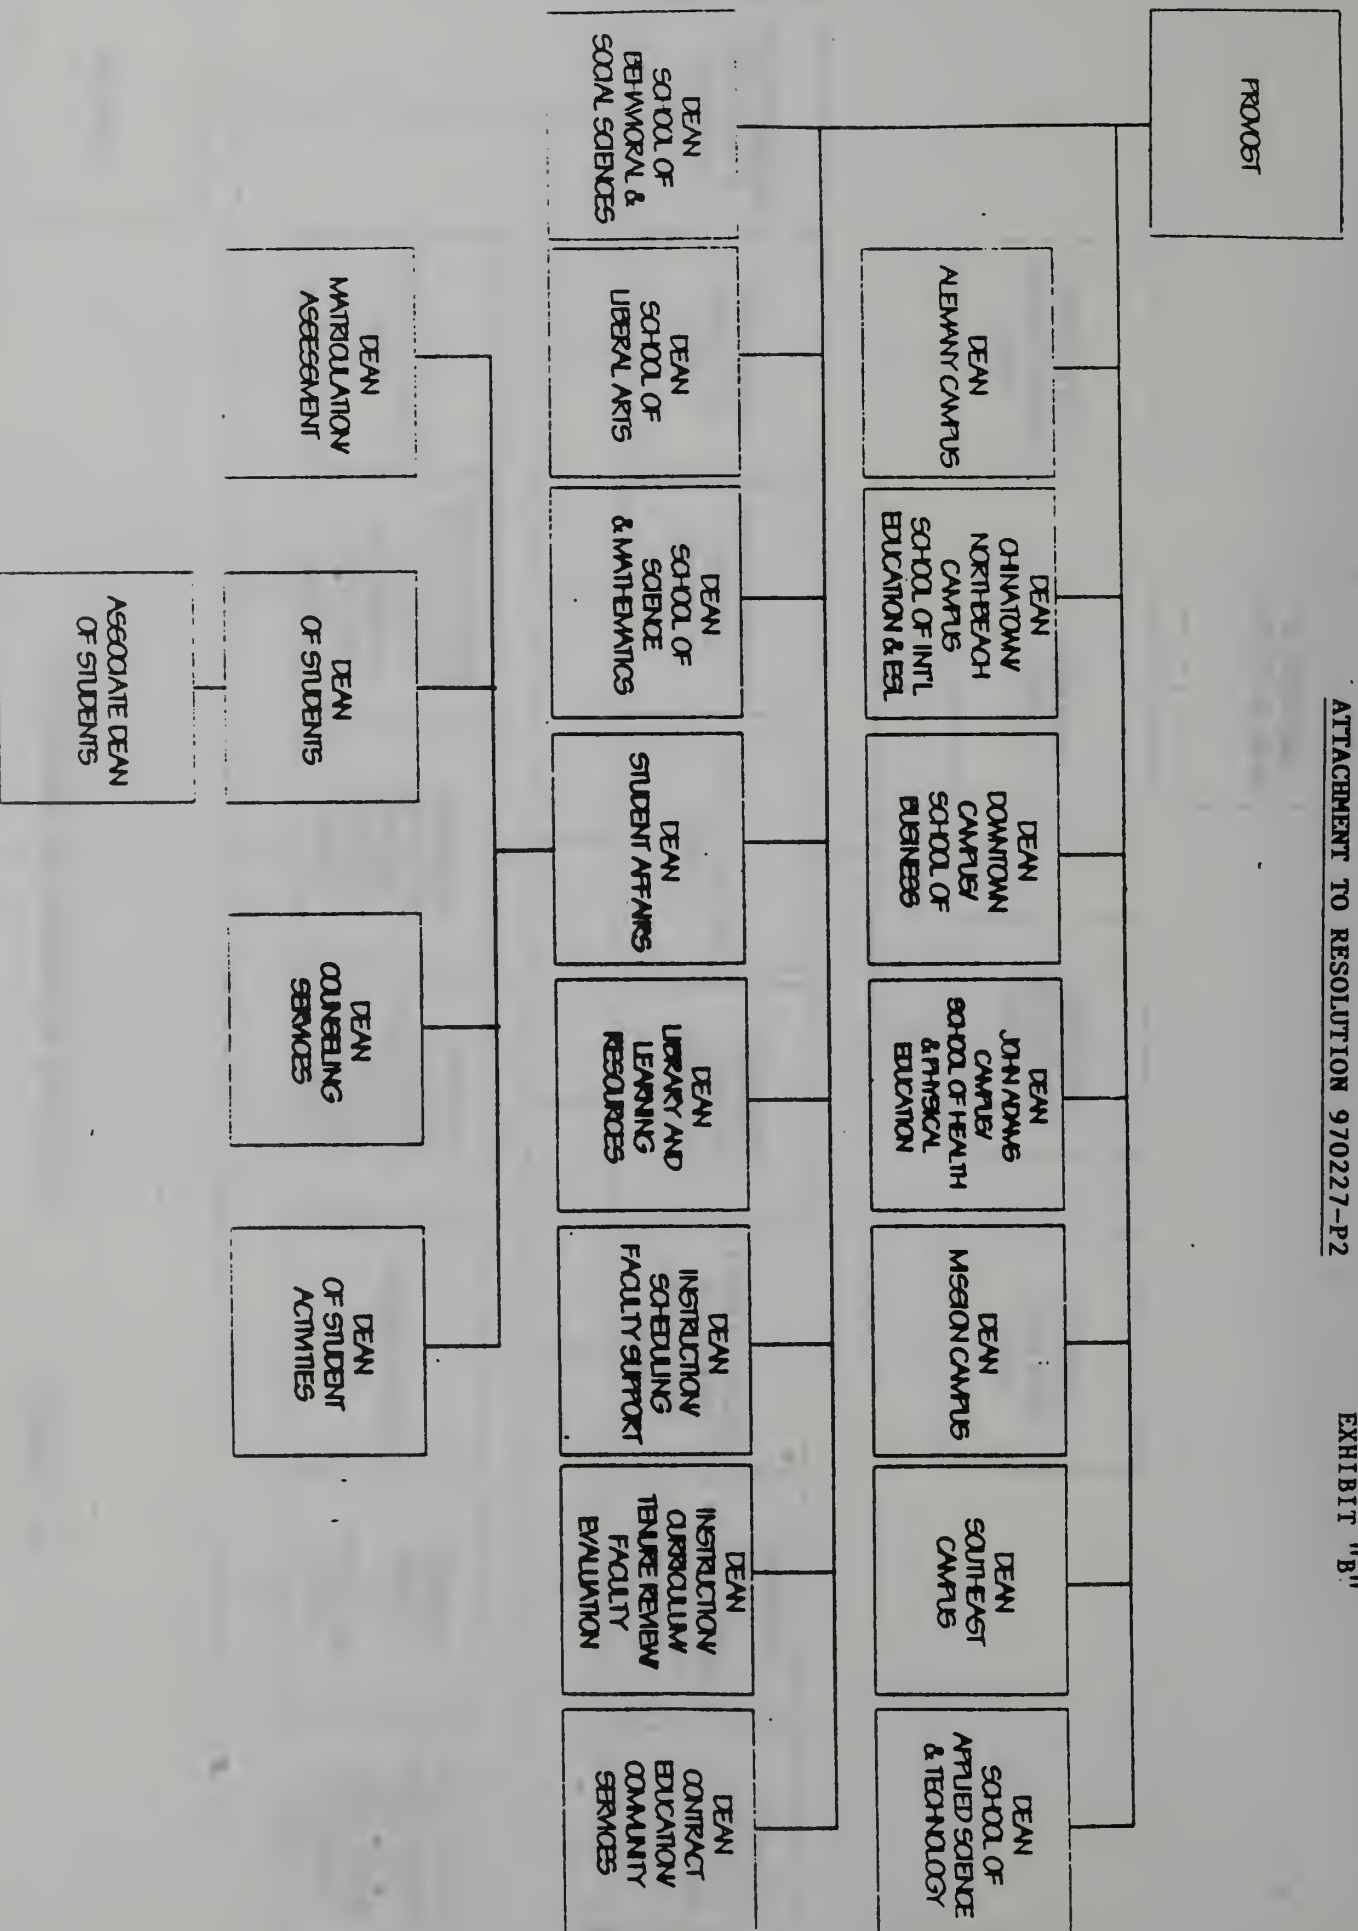 ATTACHMENT TO RESOLUTION 970227-P2
EXHIBIT "B"
PROVOST
DEAN
ALEMANY CAMPUS
DEAN
CHINATOWN/
NORTHBEACH
CAMPUS
SCHOOL OF INT'L
EDUCATION & ESL
DEAN
DOWNTOWN
CAMPUS/
SCHOOL OF
BUSINESS
DEAN
JOHN ADAMS
CAMPUS/
SCHOOL OF HEALTH
& PHYSICAL
EDUCATION
DEAN
MISSION CAMPUS
DEAN
SOUTHEAST
CAMPUS
DEAN
SCHOOL OF
APPLIED SCIENCE
& TECHNOLOGY
DEAN
SCHOOL OF
BEHAVIORAL &
SOCIAL SCIENCES
DEAN
SCHOOL OF
LIBERAL ARTS
DEAN
SCHOOL OF
SCIENCE
& MATHEMATICS
DEAN
STUDENT AFFAIRS
DEAN
LIBRARY AND
LEARNING
RESOURCES
DEAN
INSTRUCTION/
SCHEDULING
FACULTY SUPPORT
DEAN
INSTRUCTION/
CURRICULUM/
TENURE REVIEW/
FACULTY
EVALUATION
DEAN
CONTRACT
EDUCATION/
COMMUNITY
SERVICES
DEAN
MATRICULATION/
ASSESSMENT
DEAN
OF STUDENTS
DEAN
COUNSELING
SERVICES
DEAN
OF STUDENT
ACTIVITIES
ASSOCIATE DEAN
OF STUDENTS